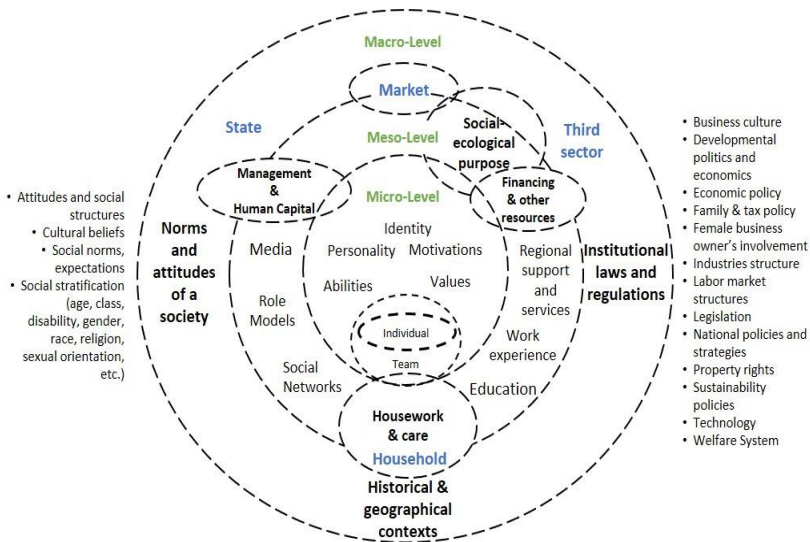 Macro-Level
Market
State
Third
sector
Meso-Level
Social-
ecological
purpose
Management
&
Human Capital
Micro-Level
Financing
& other
resources
Identity
Personality
Motivations
Abilities
Values
Media
Role
Models
Social
Networks
Regional
support
and
services
Work
experience
Education
Individual
Team
Housework
& care
Household
Historical &
geographical
contexts
Norms
and
attitudes
of a
society
Institutional
laws and
regulations
• Attitudes and social
structures
• Cultural beliefs
• Social norms,
expectations
• Social stratification
(age, class,
disability, gender,
race, religion,
sexual orientation,
etc.)
• Business culture
• Developmental
politics and
economics
• Economic policy
• Family & tax policy
• Female business
owner's involvement
• Industries structure
• Labor market
structures
• Legislation
• National policies and
strategies
• Property rights
• Sustainability
policies
• Technology
• Welfare System